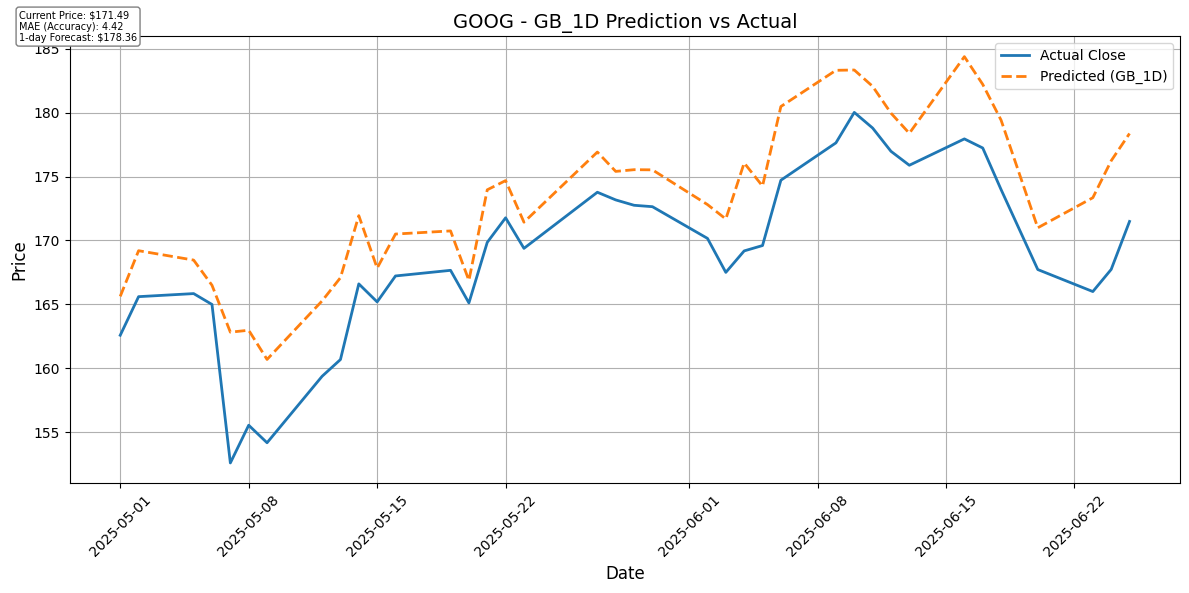 Current Price: $171.49
MAE (Accuracy): 4.42
1-day Forecast: $178.36
GOOG - GB_1D Prediction vs Actual
Actual Close
Predicted (GB_1D)
Price
185
180
175
170
165
160
155
2025-05-01
2025-05-08
2025-05-15
2025-05-22
2025-06-01
2025-06-08
2025-06-15
2025-06-22
Date